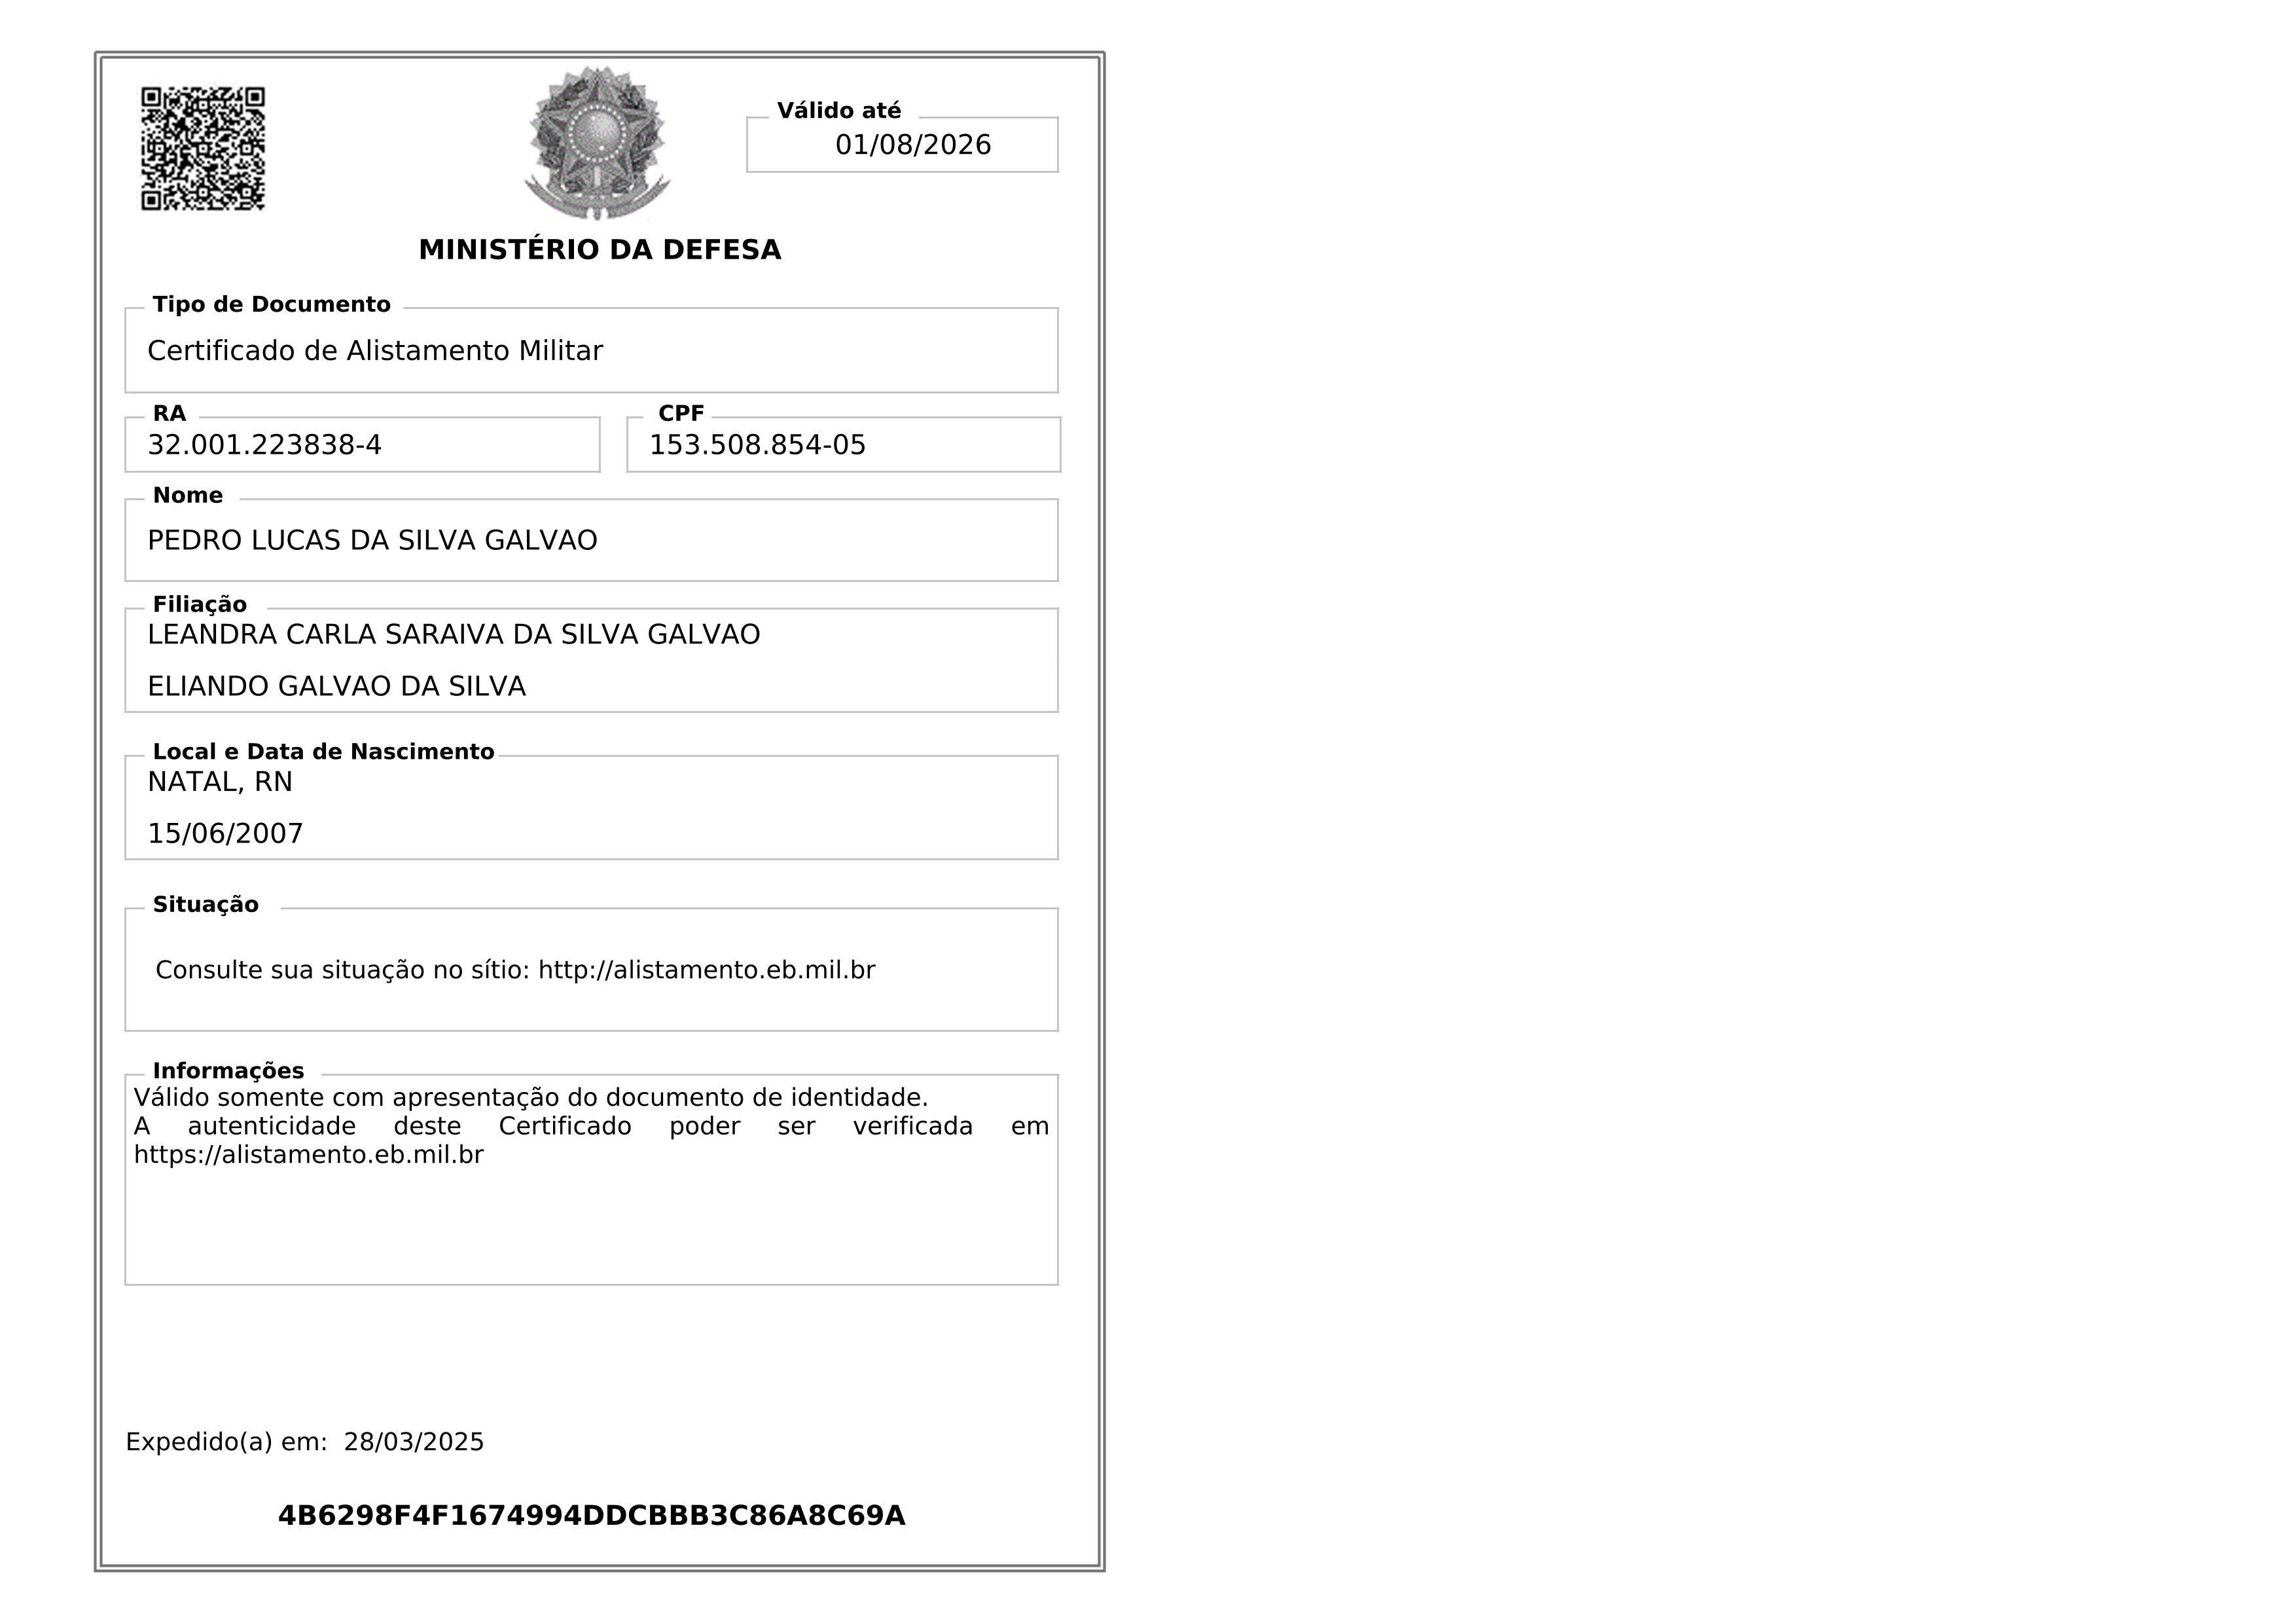 Válido até
01/08/2026
MINISTÉRIO DA DEFESA
Tipo de Documento
Certificado de Alistamento Militar
RA
32.001.223838-4
CPF
153.508.854-05
Nome
PEDRO LUCAS DA SILVA GALVAO
Filiação
LEANDRA CARLA SARAIVA DA SILVA GALVAO
ELIANDO GALVAO DA SILVA
Local e Data de Nascimento
NATAL, RN
15/06/2007
Situação
Consulte sua situação no sítio: http://alistamento.eb.mil.br
Informações
Válido somente com apresentação do documento de identidade.
A autenticidade deste Certificado poder ser verificada em
https://alistamento.eb.mil.br
Expedido(a) em: 28/03/2025
4B6298F4F1674994DDCBBB3C86A8C69A